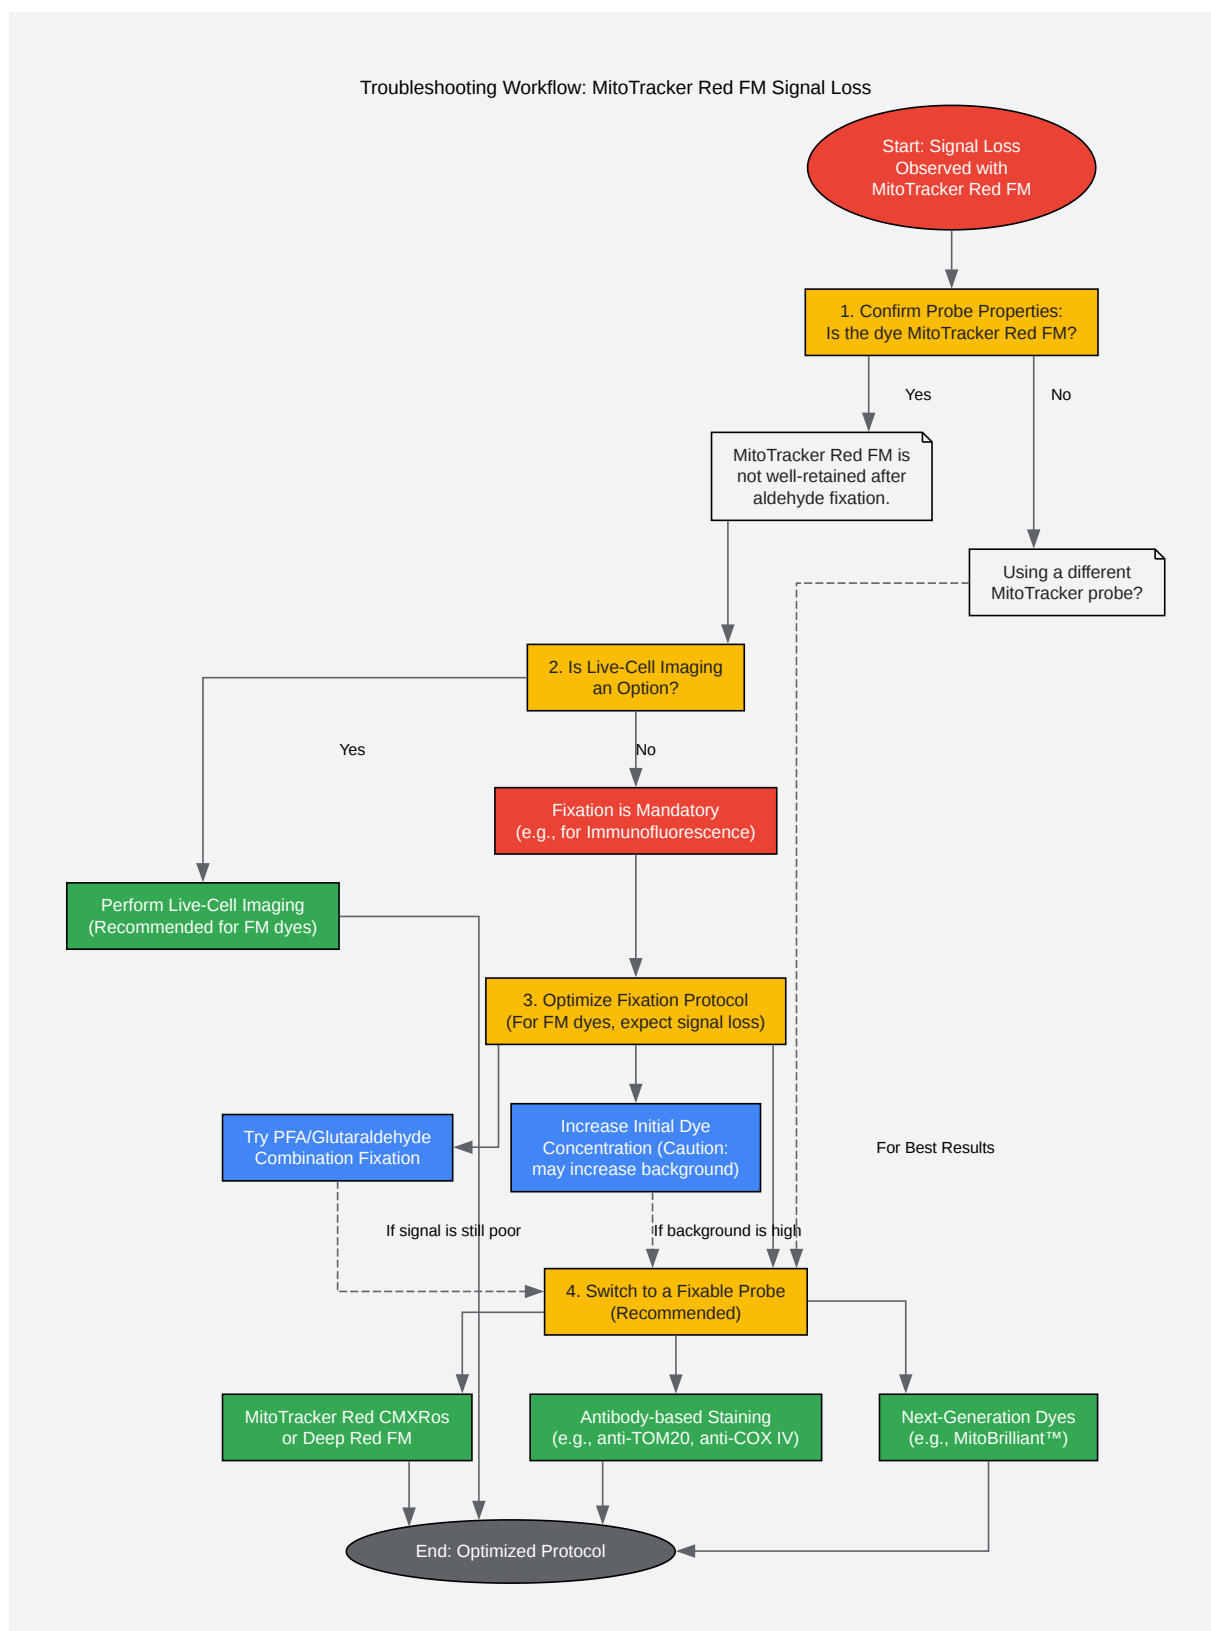 Troubleshooting Workflow: MitoTracker Red FM Signal Loss
Start: Signal Loss
Observed with
MitoTracker Red FM
1. Confirm Probe Properties:
Is the dye MitoTracker Red FM?
Yes
No
MitoTracker Red FM is
not well-retained after
aldehyde fixation.
Using a different
MitoTracker probe?
2. Is Live-Cell Imaging
an Option?
Yes
No
Fixation is Mandatory
(e.g., for Immunofluorescence)
Perform Live-Cell Imaging
(Recommended for FM dyes)
3. Optimize Fixation Protocol
(For FM dyes, expect signal loss)
Try PFA/Glutaraldehyde
Combination Fixation
Increase Initial Dye
Concentration (Caution:
may increase background)
For Best Results
If signal is still poor
If background is high
4. Switch to a Fixable Probe
(Recommended)
MitoTracker Red CMXRos
or Deep Red FM
Antibody-based Staining
(e.g., anti-TOM20, anti-COX IV)
Next-Generation Dyes
(e.g., MitoBrilliant™)
End: Optimized Protocol